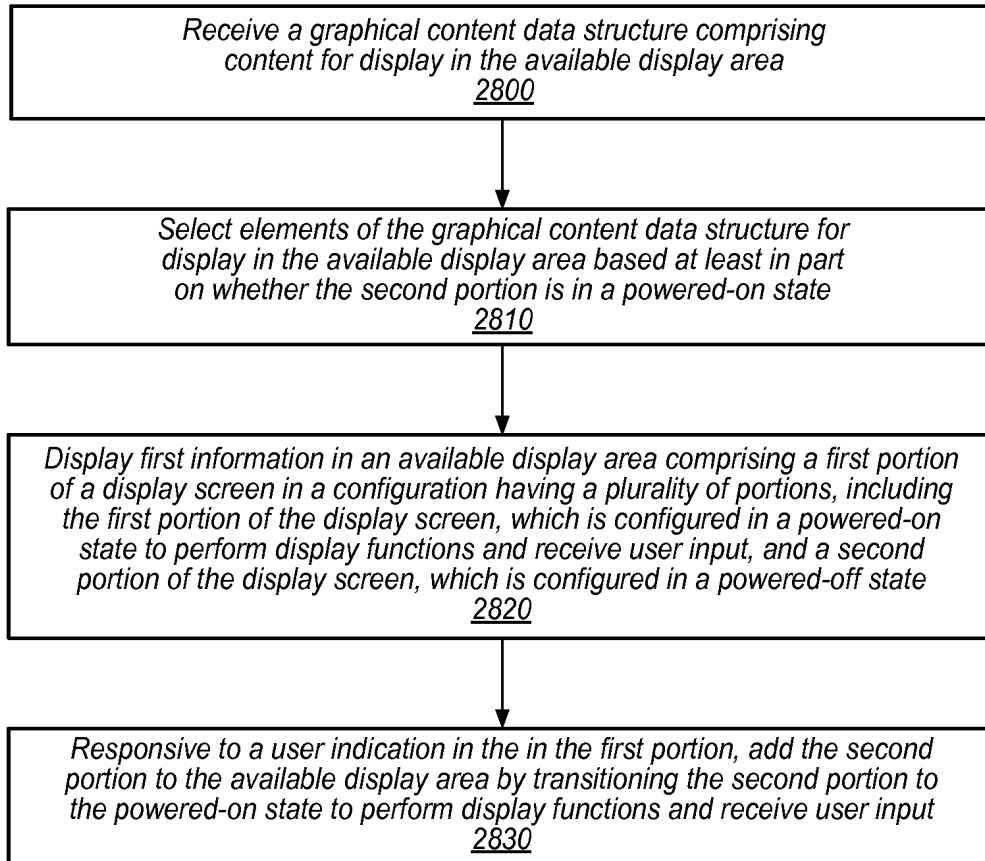 Receive a graphical content data structure comprising
content for display in the available display area
2800
Select elements of the graphical content data structure for
display in the available display area based at least in part
on whether the second portion is in a powered-on state
2810
Display first information in an available display area comprising a first portion
of a display screen in a configuration having a plurality of portions, including
the first portion of the display screen, which is configured in a powered-on
state to perform display functions and receive user input, and a second
portion of the display screen, which is configured in a powered-off state
2820
Responsive to a user indication in the in the first portion, add the second
portion to the available display area by transitioning the second portion to
the powered-on state to perform display functions and receive user input
2830